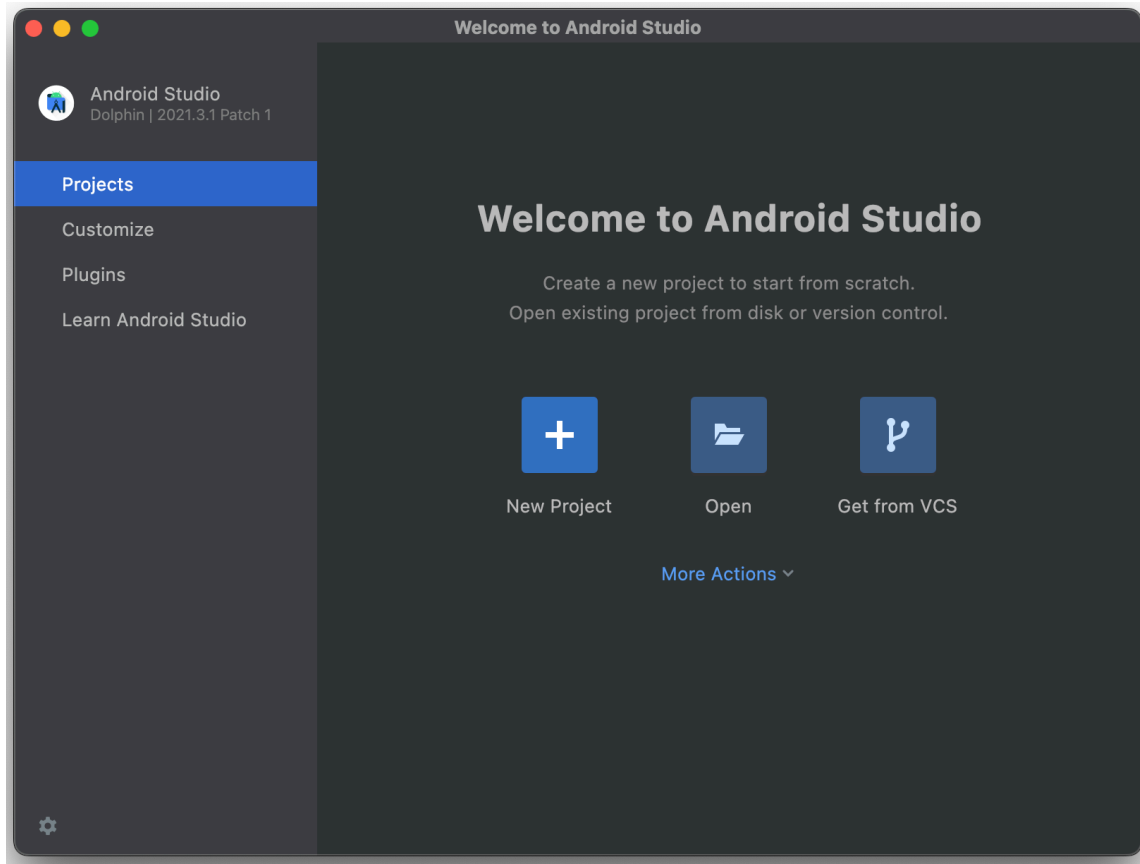 Welcome to Android Studio
Android Studio
Dolphin | 2021.3.1 Patch 1
Projects
Customize
Plugins
Learn Android Studio
Welcome to Android Studio
Create a new project to start from scratch.
Open existing project from disk or version control.
New Project
Open
Get from VCS
More Actions